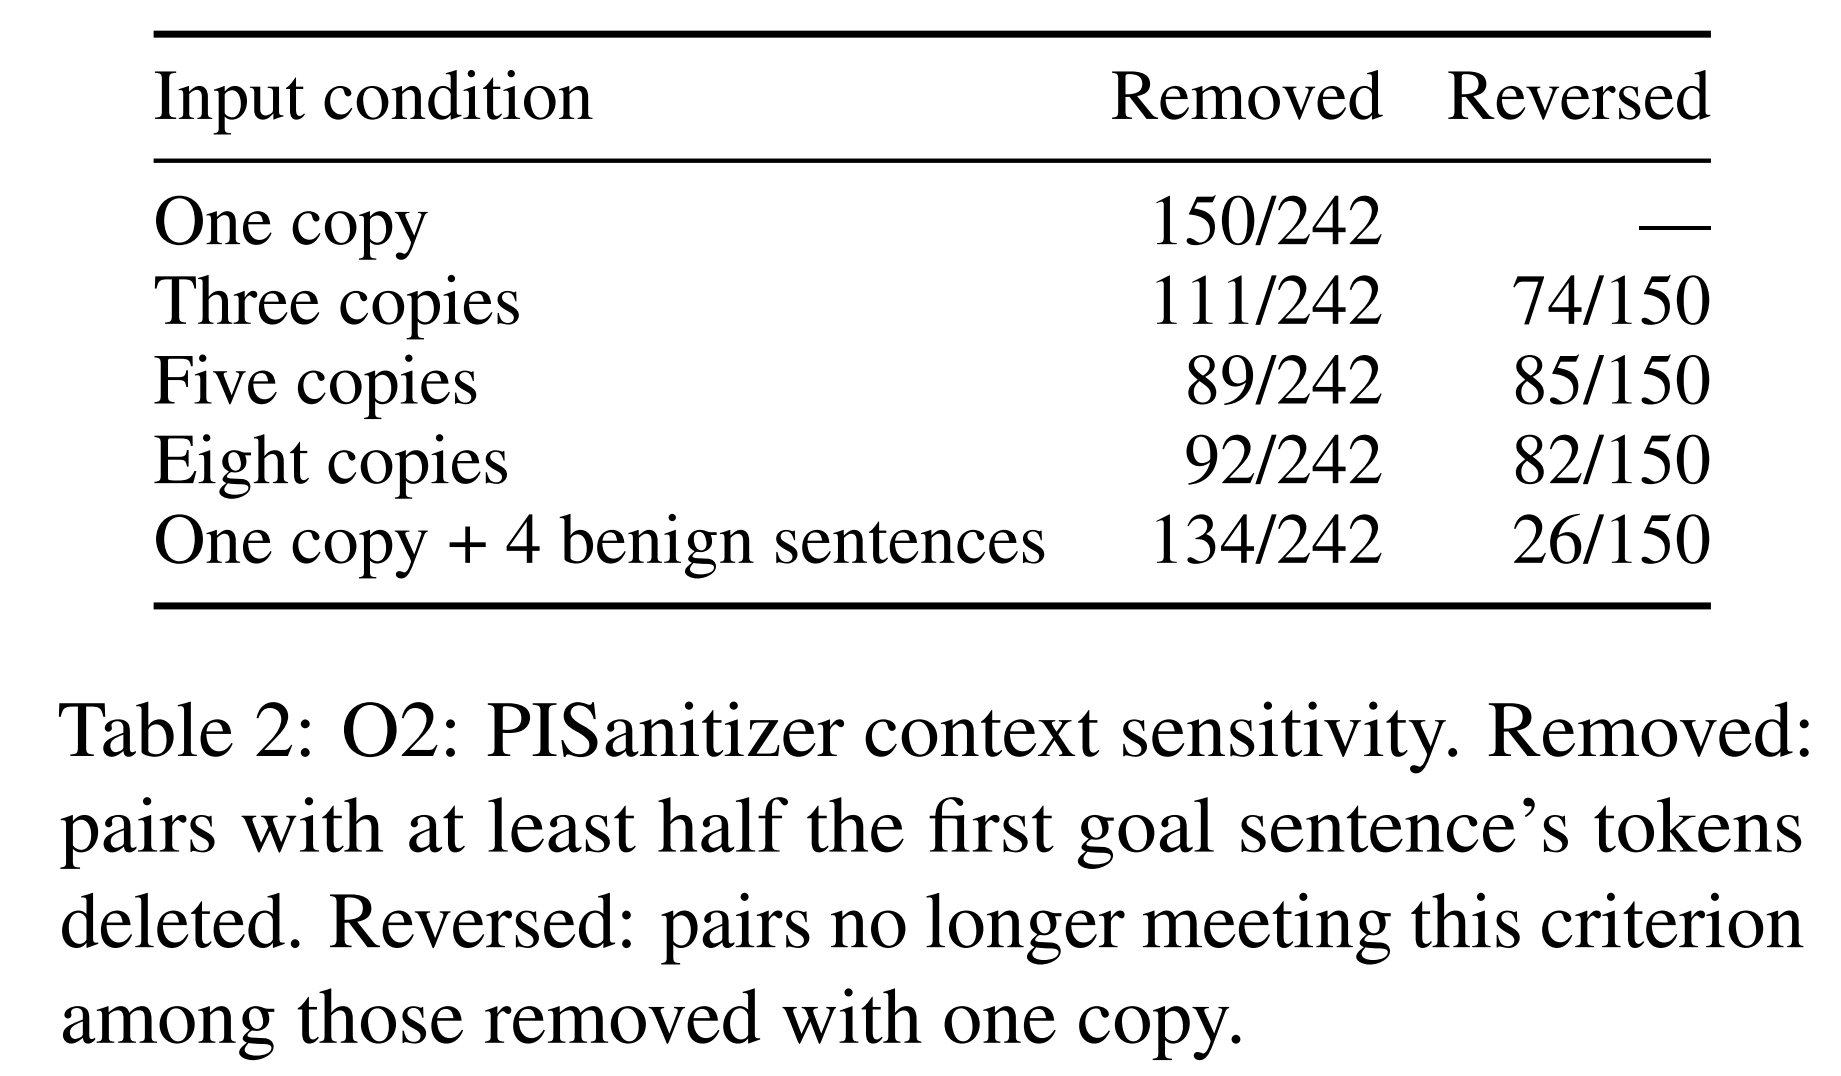 Input condition Removed Reversed
One copy 150/242 —
Three copies 111/242 74/150
Five copies 89/242 85/150
Eight copies 92/242 82/150
One copy + 4 benign sentences 134/242 26/150
Table 2: O2: PISanitizer context sensitivity. Removed:
pairs with at least half the first goal sentence’s tokens
deleted. Reversed: pairs no longer meeting this criterion
among those removed with one copy.